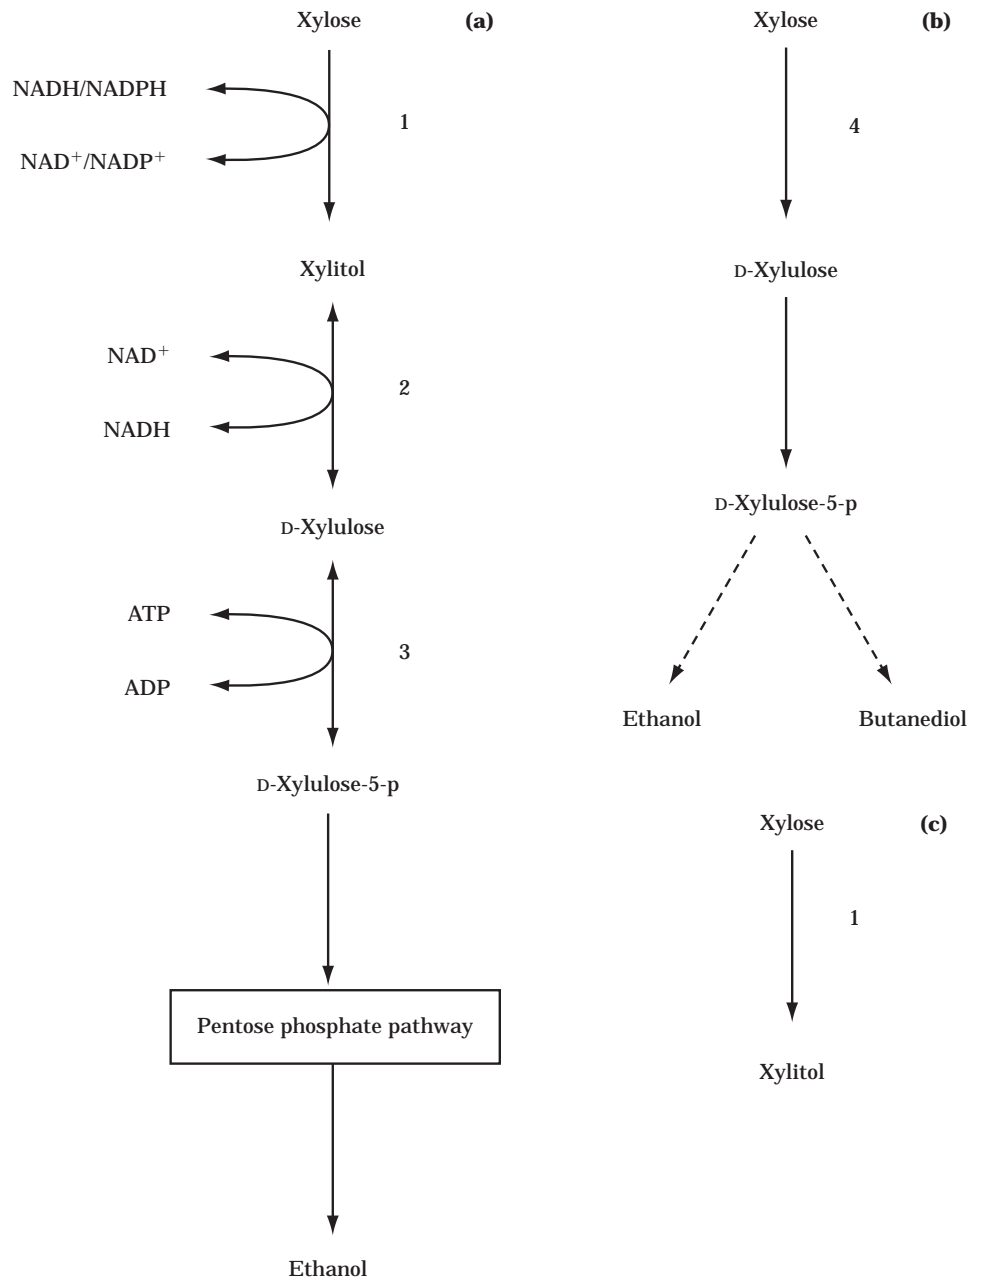 Xylose
(a)
NADH/NADPH
1
NAD+/NADP+
Xylitol
NAD+
2
NADH
D-Xylulose
ATP
3
ADP
D-Xylulose-5-p
Pentose phosphate pathway
Ethanol
Xylose
(b)
4
D-Xylulose
D-Xylulose-5-p
Ethanol
Butanediol
Xylose
(c)
1
Xylitol